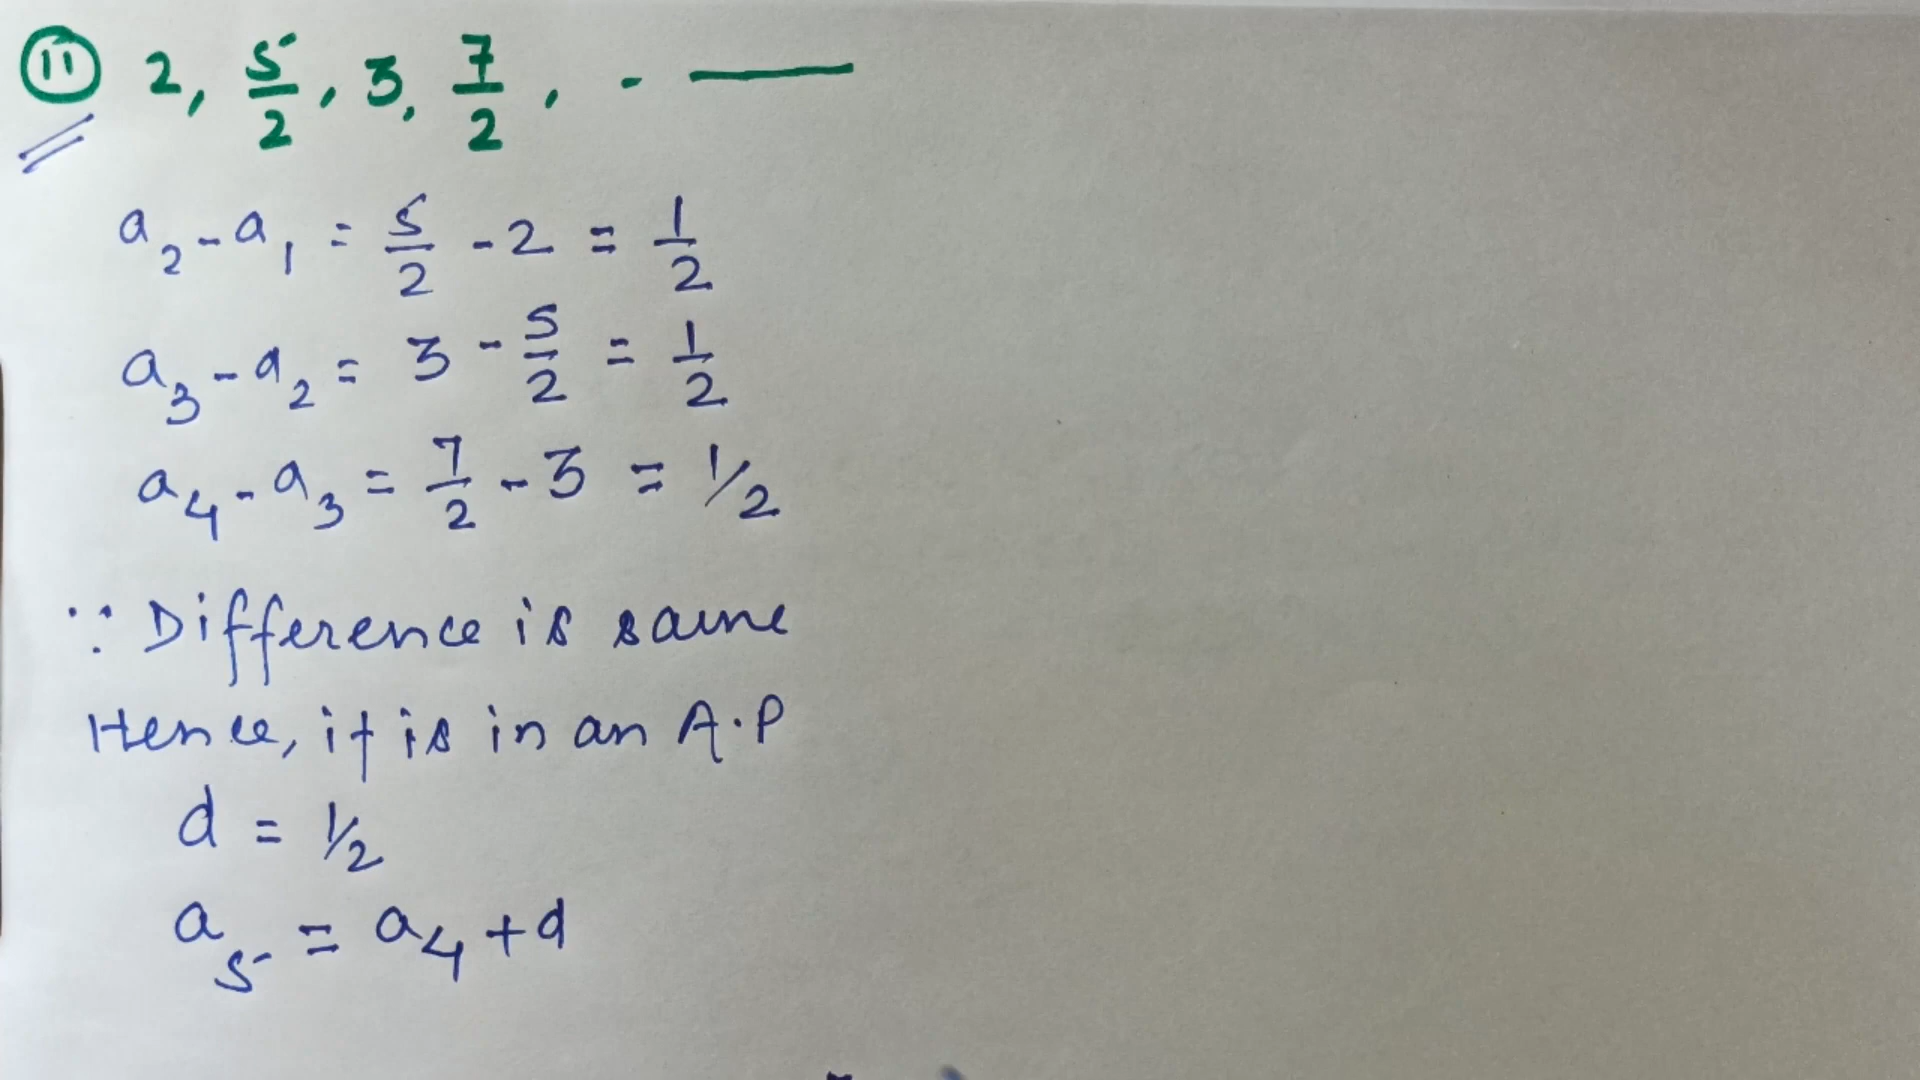 (11) 2, 5/2, 3, 7/2, . ——
a₂ - a₁ = 5/2 - 2 = 1/2
a₃ - a₂ = 3 - 5/2 = 1/2
a₄ - a₃ = 7/2 - 3 = 1/2
∵ Difference is same
Hence, it is in an A.P
d = 1/2
a₅ = a₄ + d